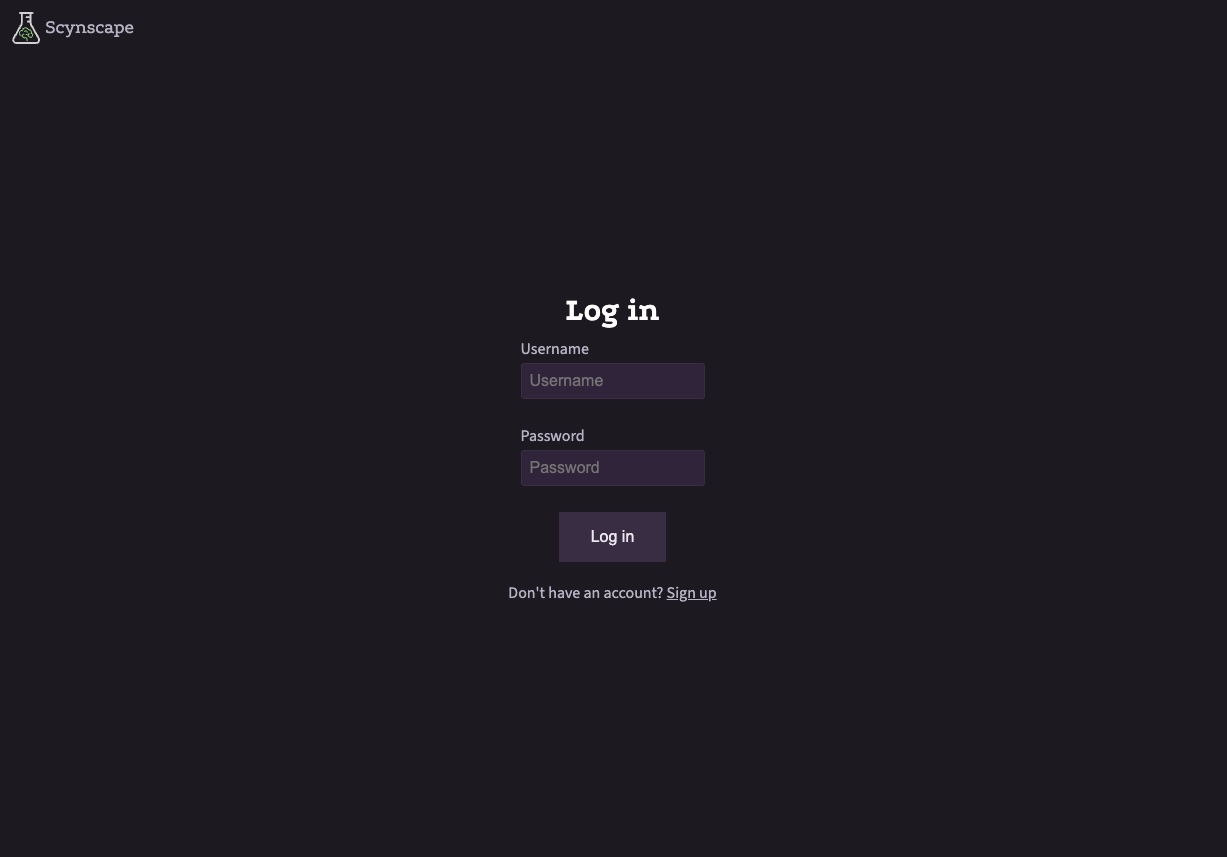 Scynscape
Log in
Username
Username
Password
Password
Log in
Don't have an account? Sign up